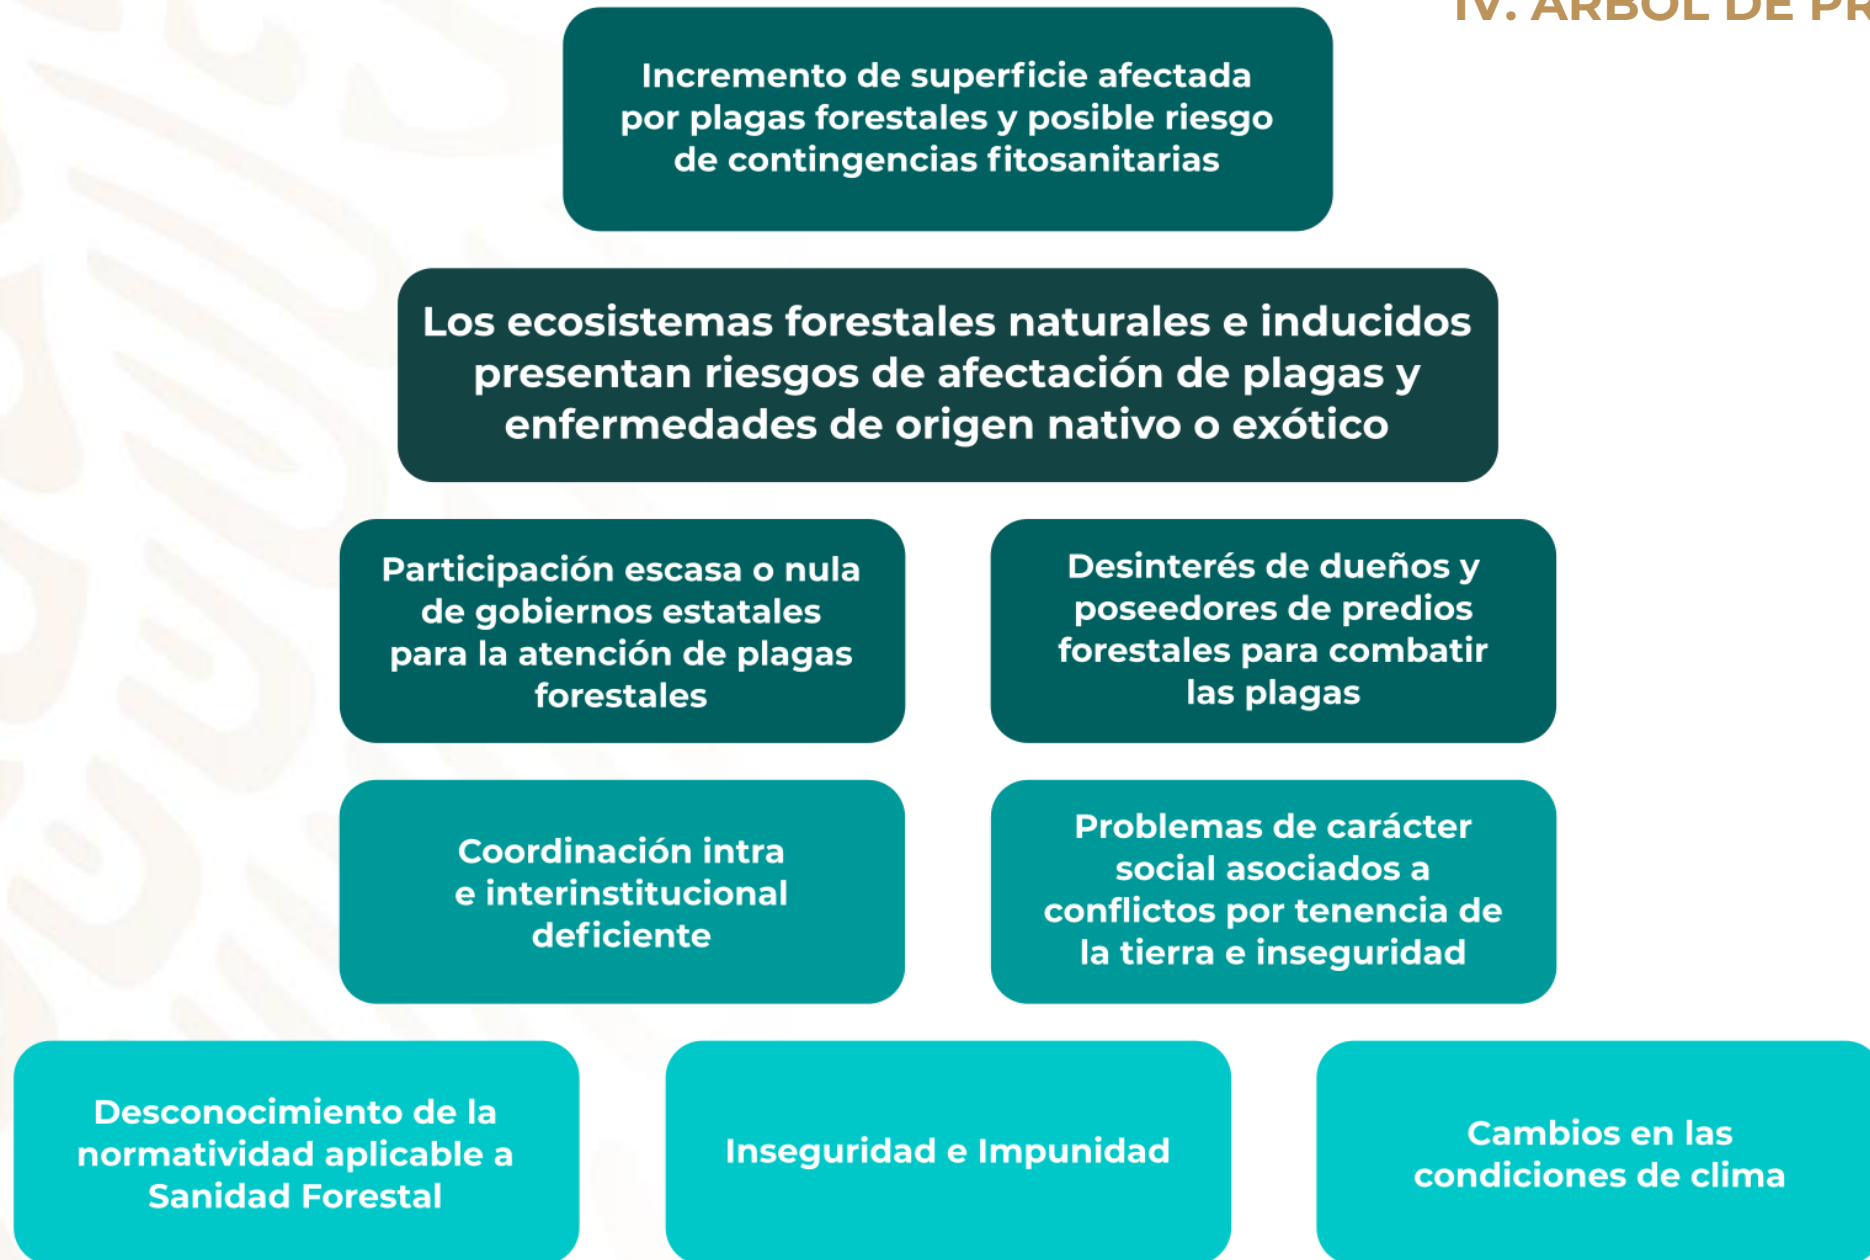 IV. ÁRBOL DE PR
Incremento de superficie afectada
por plagas forestales y posible riesgo
de contingencias fitosanitarias
Los ecosistemas forestales naturales e inducidos
presentan riesgos de afectación de plagas y
enfermedades de origen nativo o exótico
Participación escasa o nula
de gobiernos estatales
para la atención de plagas
forestales
Desinterés de dueños y
poseedores de predios
forestales para combatir
las plagas
Coordinación intra
e interinstitucional
deficiente
Problemas de carácter
social asociados a
conflictos por tenencia de
la tierra e inseguridad
Desconocimiento de la
normatividad aplicable a
Sanidad Forestal
Inseguridad e Impunidad
Cambios en las
condiciones de clima